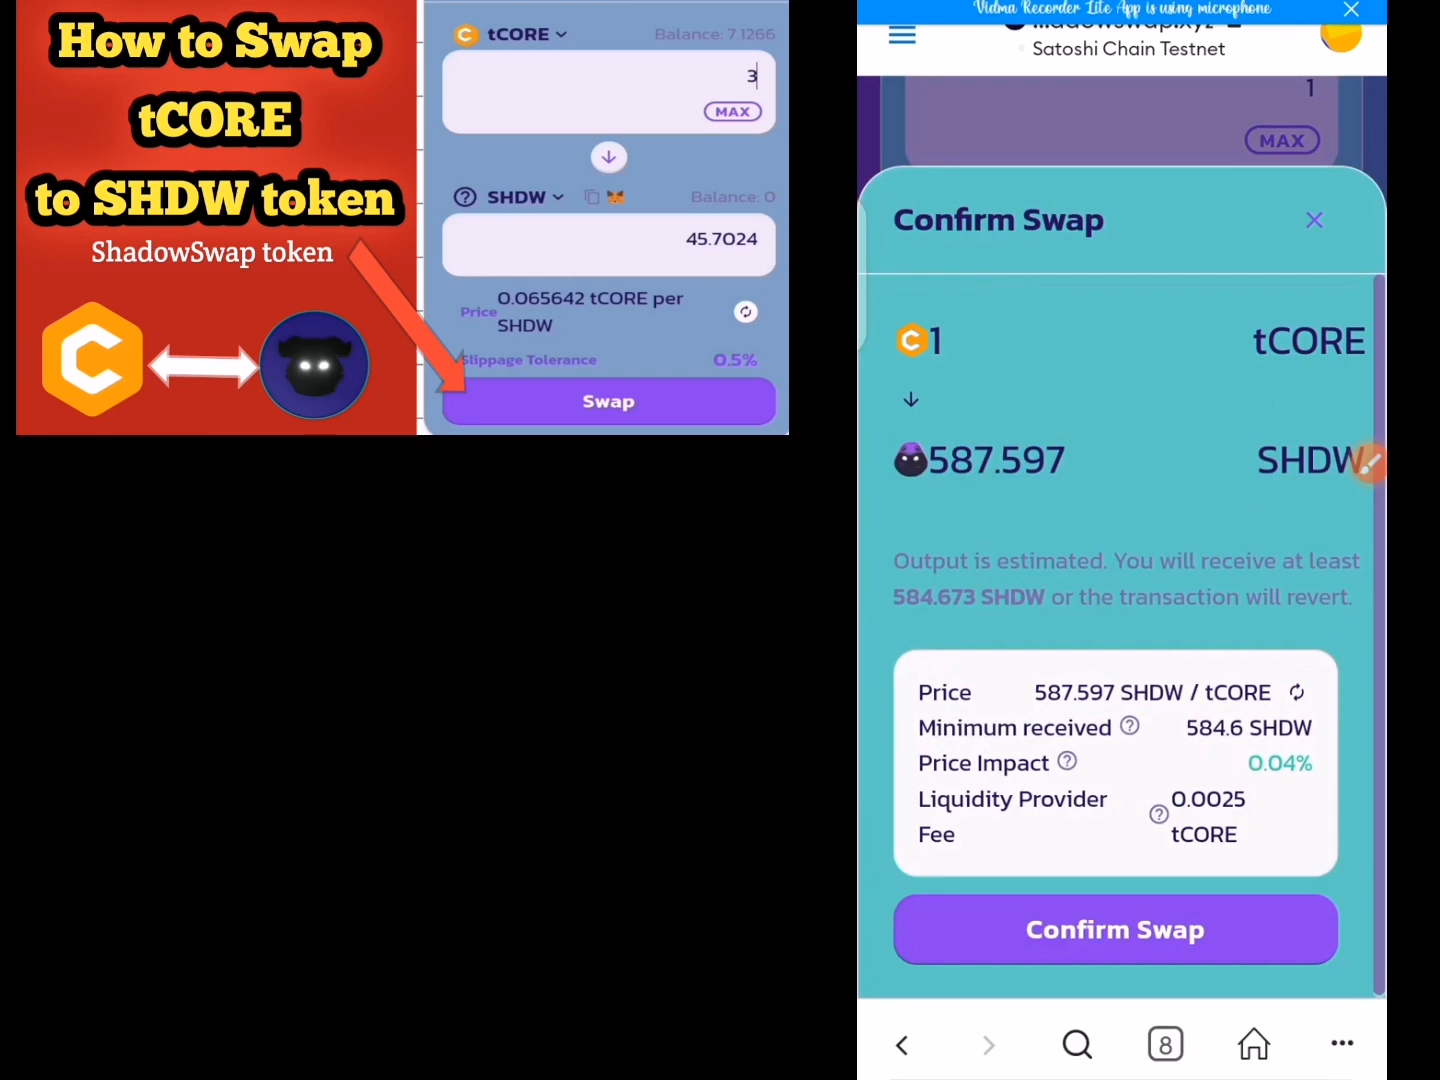 How to Swap
tCORE
to SHDW token
ShadowSwap token
tCORE
Balance: 7.1266
3
MAX
SHDW
Balance: 0
45.7024
Price
0.065642 tCORE per
SHDW
Slippage Tolerance
0.5%
Swap
Vidma Recorder Lite App is using microphone
Satoshi Chain Testnet
1
MAX
Confirm Swap
1
tCORE
587.597
SHDW
Output is estimated. You will receive at least
584.673 SHDW or the transaction will revert.
Price 587.597 SHDW / tCORE
Minimum received 584.6 SHDW
Price Impact 0.04%
Liquidity Provider 0.0025
Fee tCORE
Confirm Swap
8